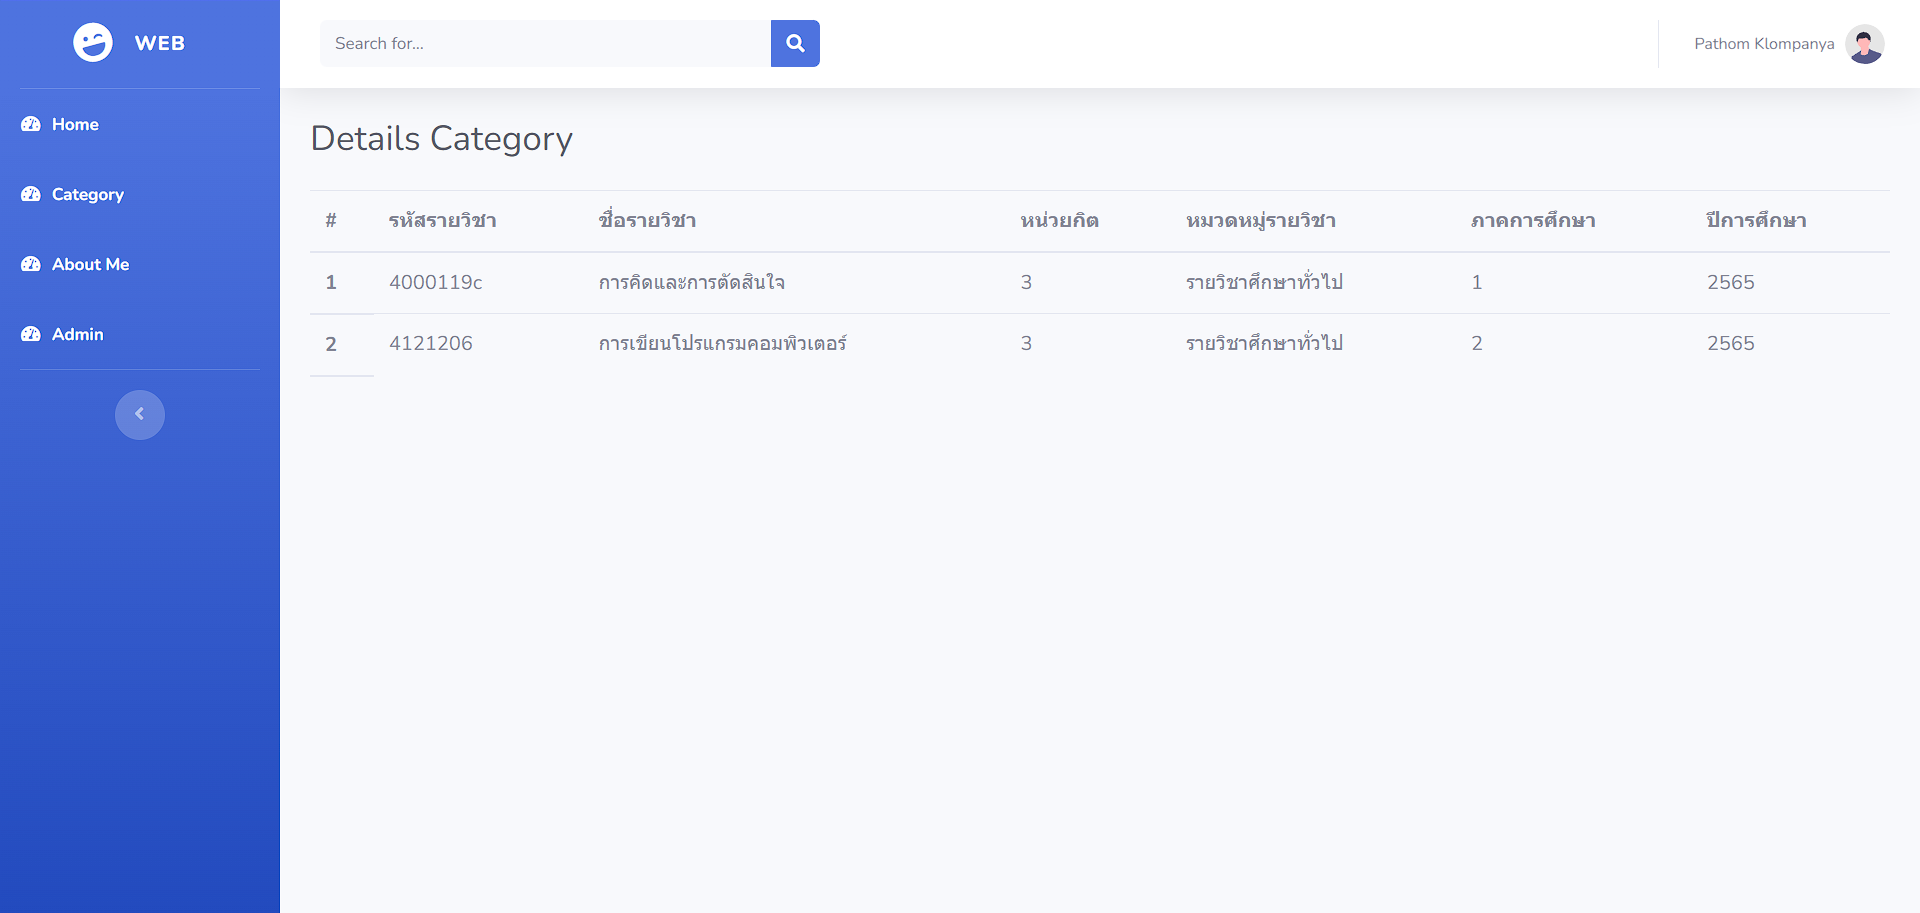 WEB
Search for...
Pathom Klompanya
Home
Category
About Me
Admin
Details Category
# รหัสรายวิชา ชื่อรายวิชา หน่วยกิต หมวดหมู่รายวิชา ภาคการศึกษา ปีการศึกษา
1 4000119c การคิดและการตัดสินใจ 3 รายวิชาศึกษาทั่วไป 1 2565
2 4121206 การเขียนโปรแกรมคอมพิวเตอร์ 3 รายวิชาศึกษาทั่วไป 2 2565